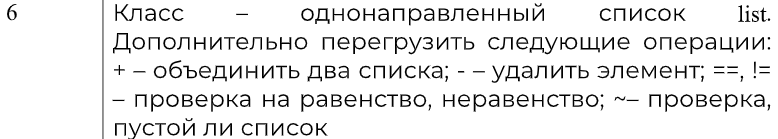 6 Класс – однонаправленный список list.
Дополнительно перегрузить следующие операции:
+ – объединить два списка; - – удалить элемент; ==, !=
– проверка на равенство, неравенство; ~– проверка,
пустой ли список